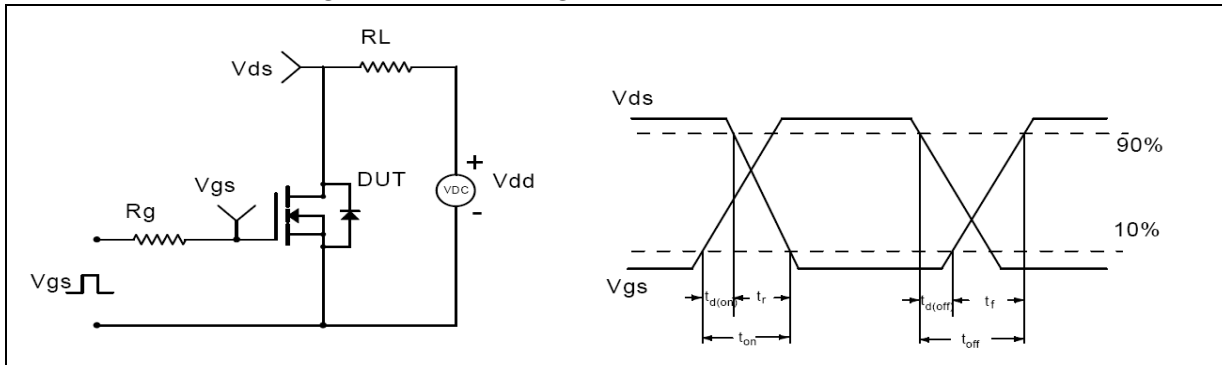 RL
Vds
Vgs
DUT
Rg
VDC
+
Vdd
-
Vgs
Vds
90%
10%
Vgs
td(on)
tr
ton
td(off)
tf
toff